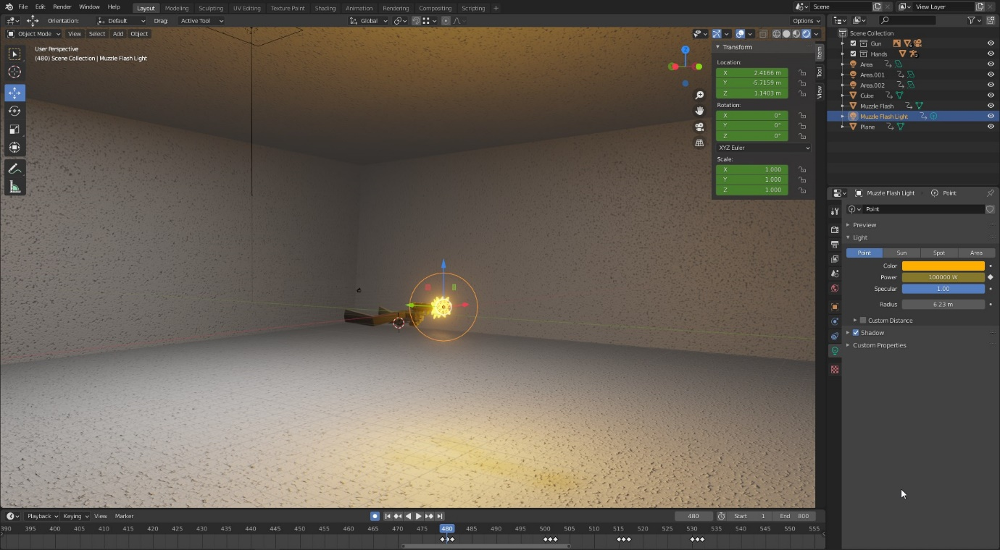 File Edit Render Window Help Layout Modeling Sculpting UV Editing Texture Paint Shading Animation Rendering Compositing Scripting + Scene View Layer
Orientation: Default Drag: Active Tool Global Options
Object Mode View Select Add Object
User Perspective
(480) Scene Collection | Muzzle Flash Light
Transform
Location:
X 2.4166 m
Y -5.7159 m
Z 1.1403 m
Rotation:
X 0°
Y 0°
Z 0°
XYZ Euler
Scale:
X 1.000
Y 1.000
Z 1.000
Item
Tool
View
Z
Scene Collection
Gun
Hands
Area
Area.001
Area.002
Cube
Muzzle Flash
Muzzle Flash Light
Plane
Muzzle Flash Light Point
Point
Preview
Light
Point Sun Spot Area
Color
Power 100000 W
Specular 1.00
Radius 6.23 m
Custom Distance
Shadow
Custom Properties
Playback Keying View Marker 480 Start 1 End 800
390 395 400 405 410 415 420 425 430 435 440 445 450 455 460 465 470 475 480 485 490 495 500 505 510 515 520 525 530 535 540 545 550 555